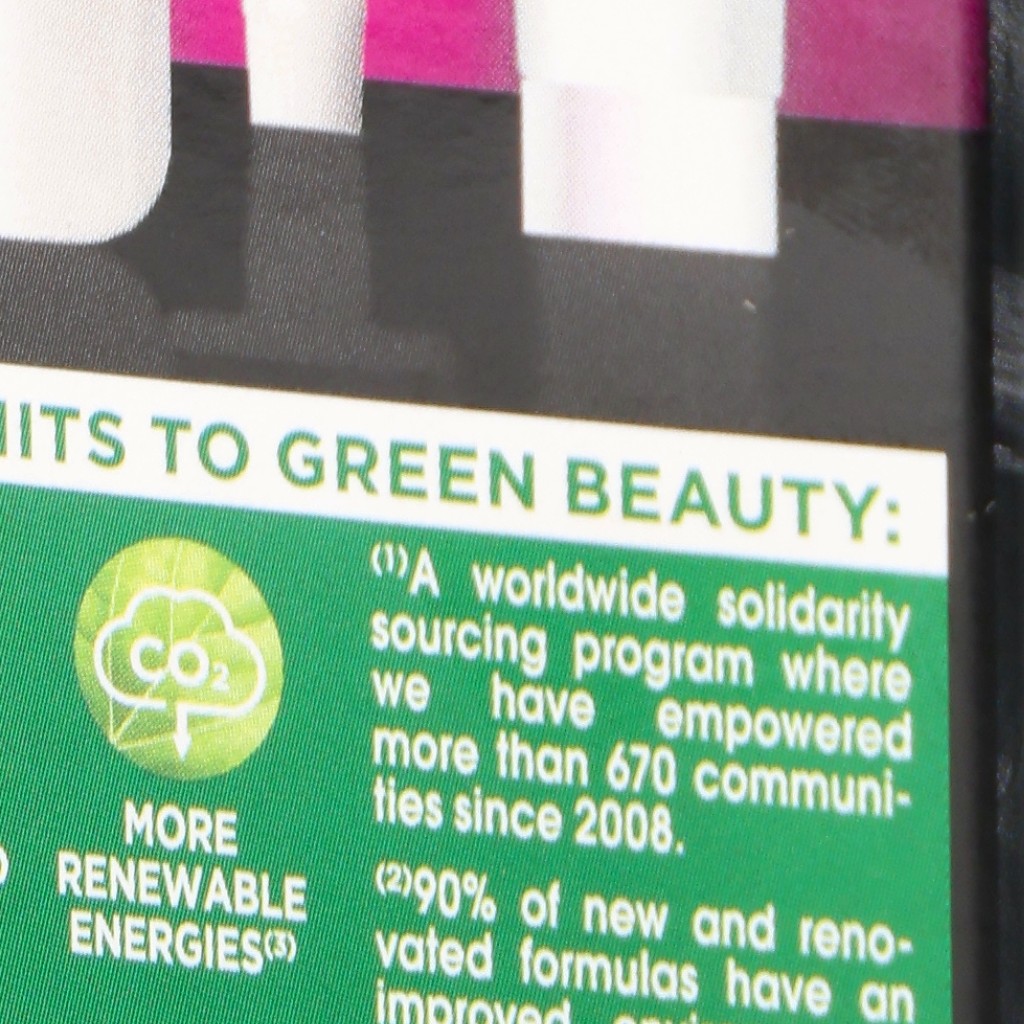 TO GREEN BEAUTY:
CO₂
MORE
RENEWABLE
ENERGIES(3)
(1)A worldwide solidarity
sourcing program where
we have empowered
more than 670 communi-
ties since 2008.
(2)90% of new and reno-
vated formulas have an
improved